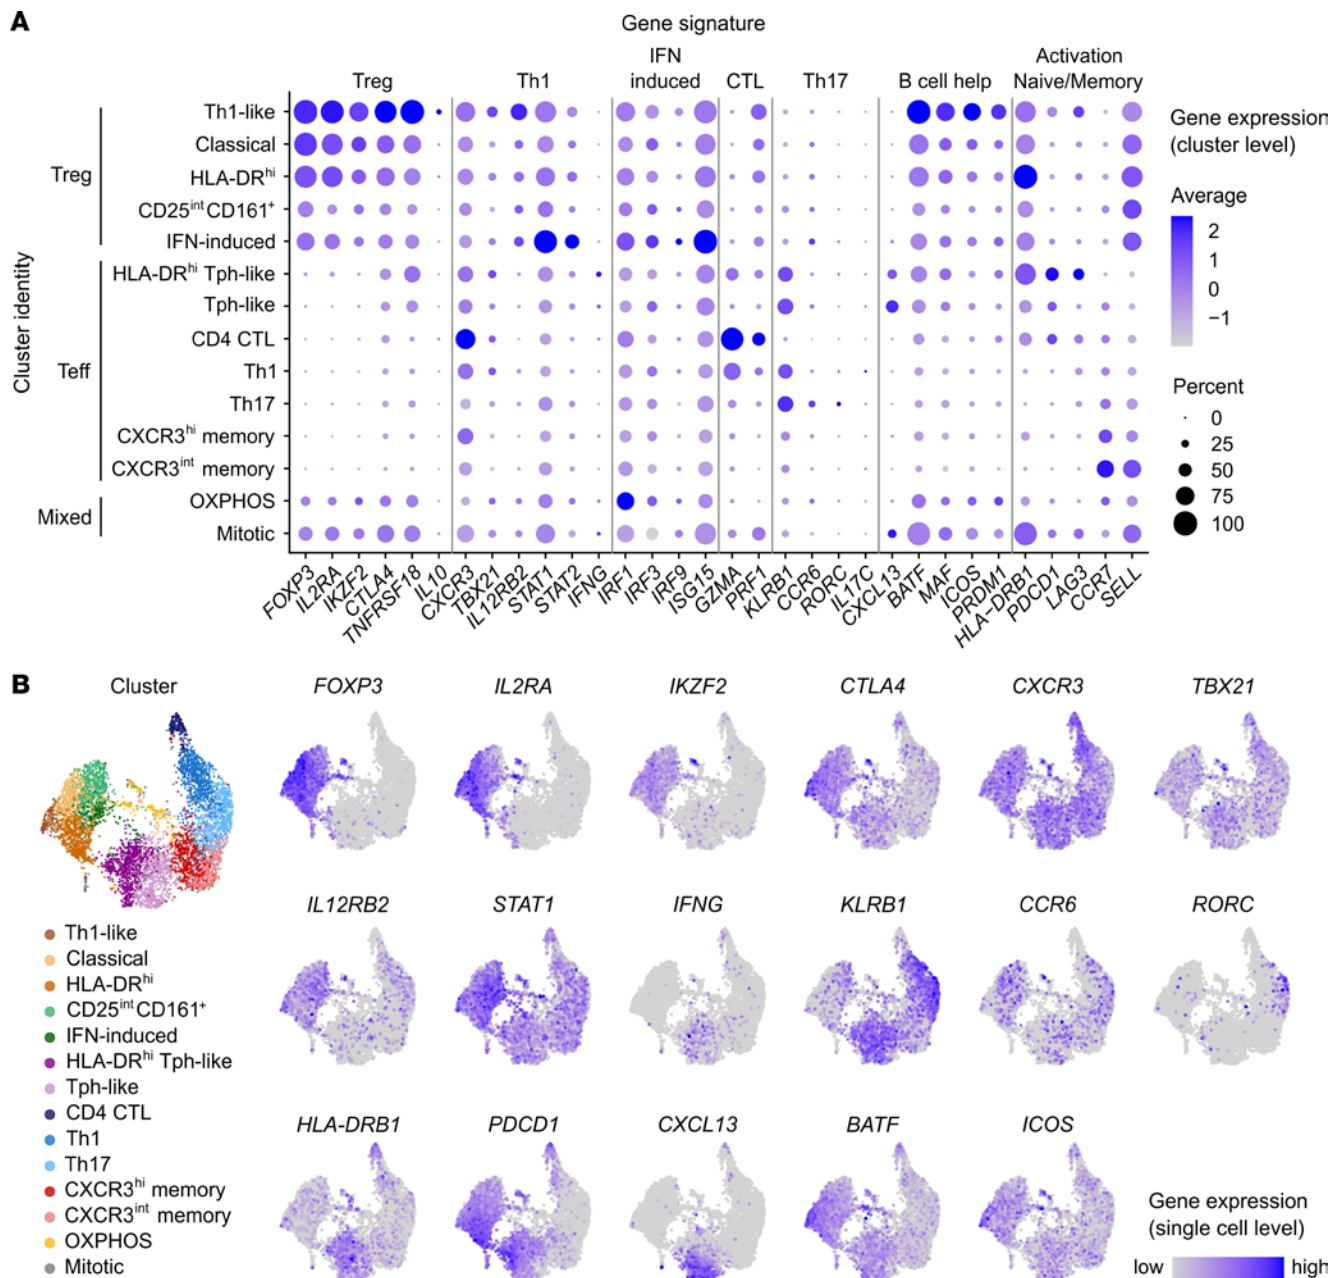 A
Gene signature
Treg
Th1
IFN
induced
CTL
Th17
B cell help
Activation
Naive/Memory
Cluster identity
Treg
Th1-like
Classical
HLA-DRhi
CD25intCD161+
IFN-induced
Teff
HLA-DRhi Tph-like
Tph-like
CD4 CTL
Th1
Th17
CXCR3hi memory
CXCR3int memory
Mixed
OXPHOS
Mitotic
FOXP3
IL2RA
IKZF2
CTLA4
TNFRSF18
IL10
CXCR3
TBX21
IL12RB2
STAT1
STAT2
IFNG
IRF1
IRF3
IRF9
ISG15
GZMA
PRF1
KLRB1
CCR6
RORC
IL17C
CXCL13
BATF
MAF
ICOS
PRDM1
HLA-DRB1
PDCD1
LAG3
CCR7
SELL
Gene expression
(cluster level)
Average
2
1
0
−1
Percent
0
25
50
75
100
B
Cluster
FOXP3
IL2RA
IKZF2
CTLA4
CXCR3
TBX21
IL12RB2
STAT1
IFNG
KLRB1
CCR6
RORC
HLA-DRB1
PDCD1
CXCL13
BATF
ICOS
Th1-like
Classical
HLA-DRhi
CD25intCD161+
IFN-induced
HLA-DRhi Tph-like
Tph-like
CD4 CTL
Th1
Th17
CXCR3hi memory
CXCR3int memory
OXPHOS
Mitotic
Gene expression
(single cell level)
low high